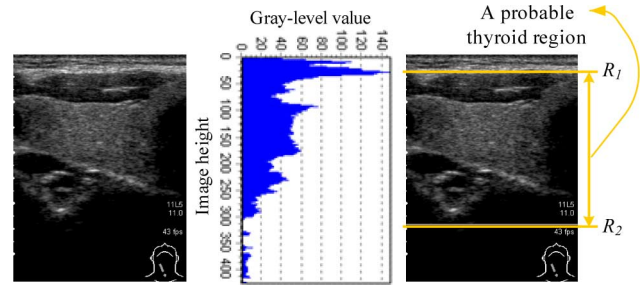 Gray-level value
0 20 40 60 80 100 120 140
Image height
0
50
100
150
200
250
300
350
400
11L5
11.0
43 fps
A probable
thyroid region
R1
R2
11L5
11.0
43 fps